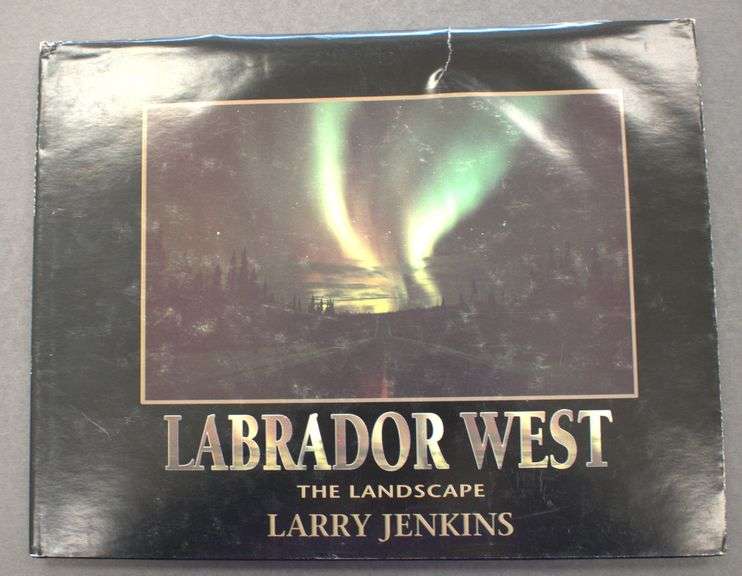 LABRADOR WEST
THE LANDSCAPE
LARRY JENKINS